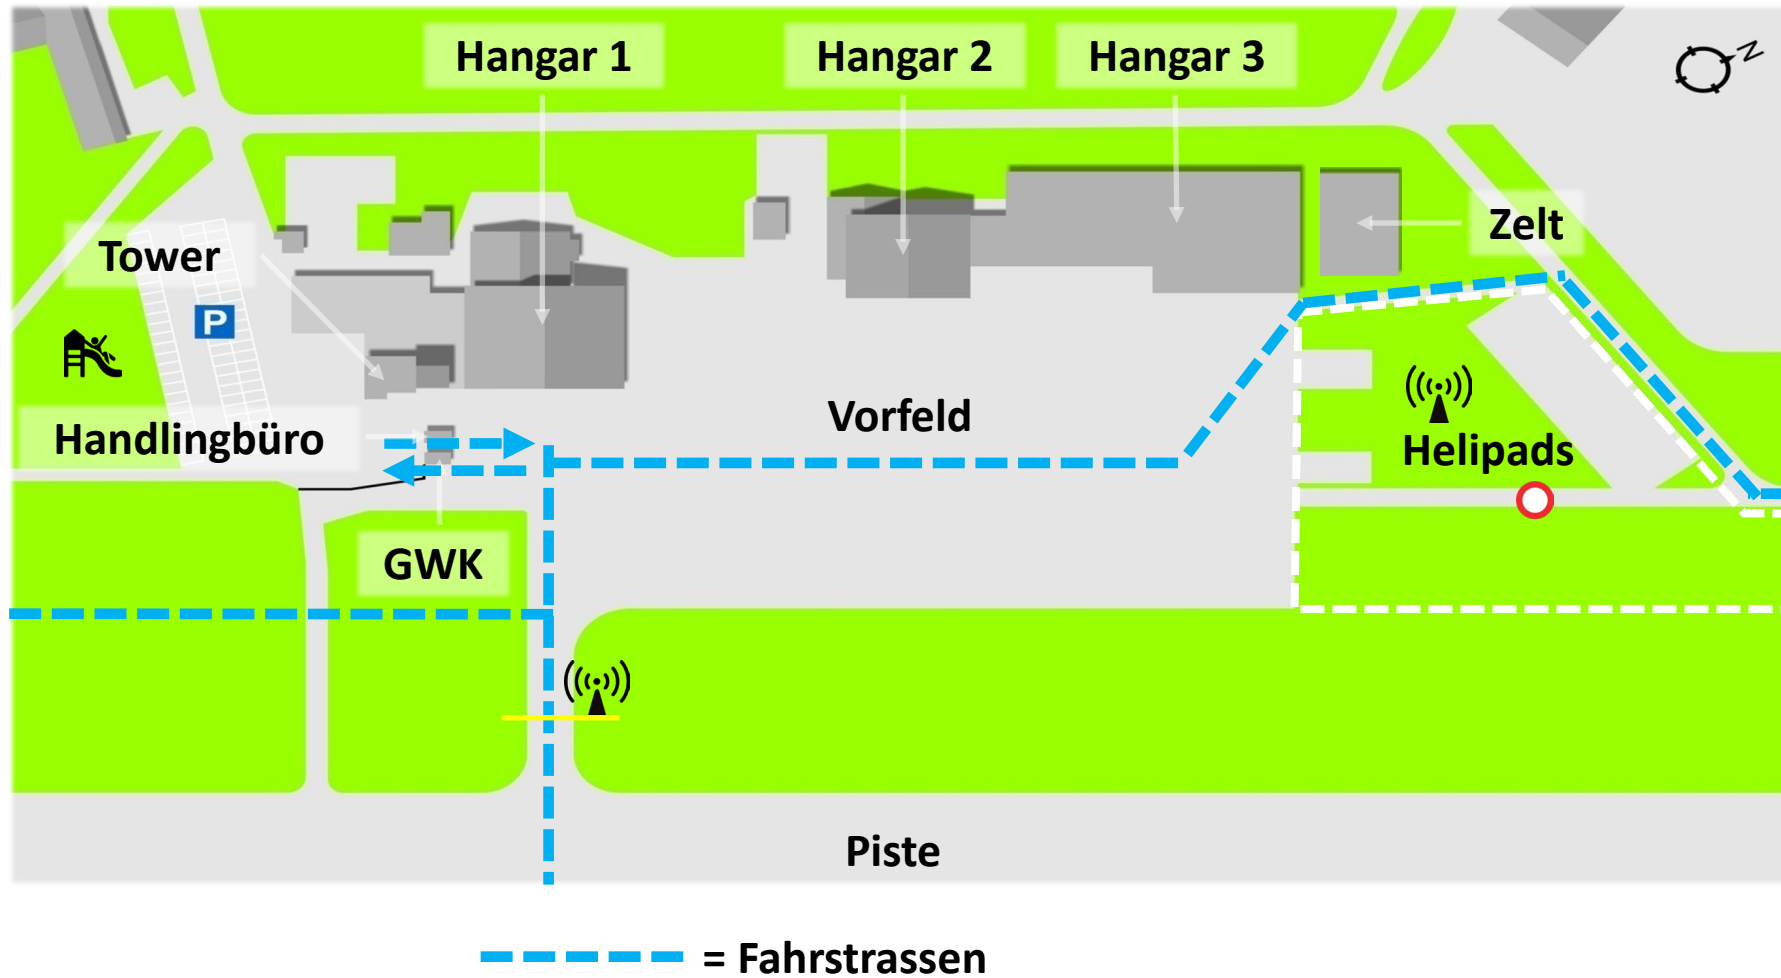 Hangar 1
Hangar 2
Hangar 3
N
Tower
Zelt
P
Handlingbüro
Vorfeld
Helipads
GWK
Piste
= Fahrstrassen